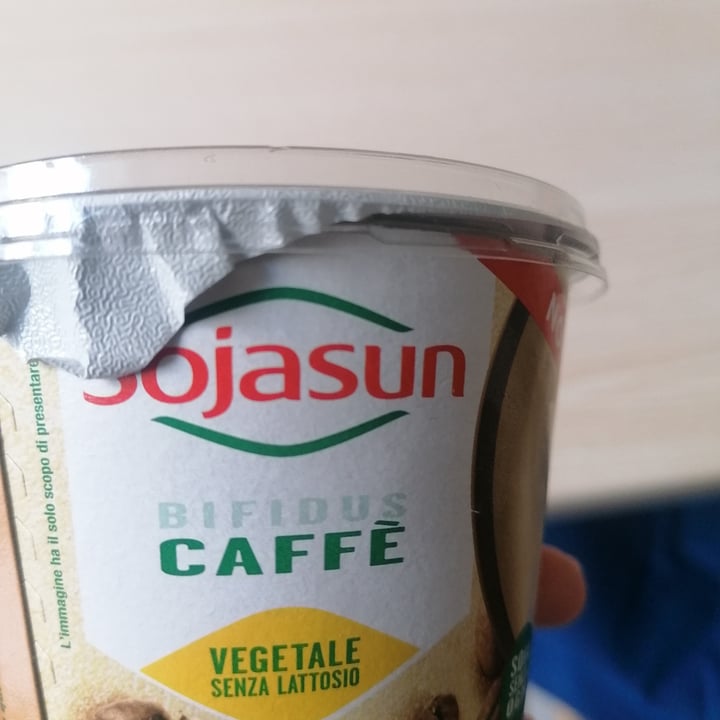 Sojasun
BIFIDUS
CAFFÈ
VEGETALE
SENZA LATTOSIO
L'immagine ha il solo scopo di presentare